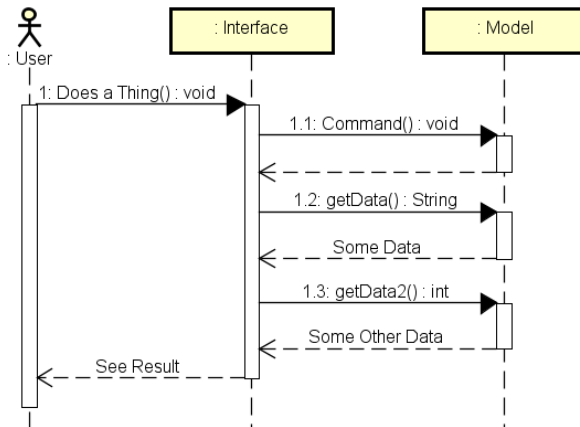 : User
: Interface
: Model
1: Does a Thing() : void
1.1: Command() : void
1.2: getData() : String
Some Data
1.3: getData2() : int
Some Other Data
See Result